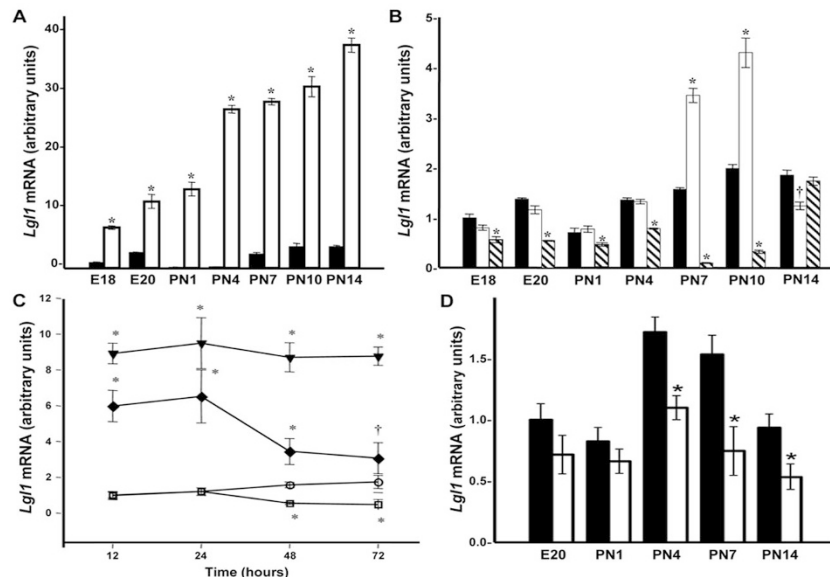 A
Lgl1 mRNA (arbitrary units)
40
30
20
10
0
* * * * * * *
E18 E20 PN1 PN4 PN7 PN10 PN14
B
Lgl1 mRNA (arbitrary units)
5
4
3
2
1
0
* * * * * * * * †
E18 E20 PN1 PN4 PN7 PN10 PN14
C
Lgl1 mRNA (arbitrary units)
12
10
8
6
4
2
0
* * * *
* * * †
* *
12 24 48 72
Time (hours)
D
Lgl1 mRNA (arbitrary units)
1.5
1.0
0.5
0.0
* * *
E20 PN1 PN4 PN7 PN14